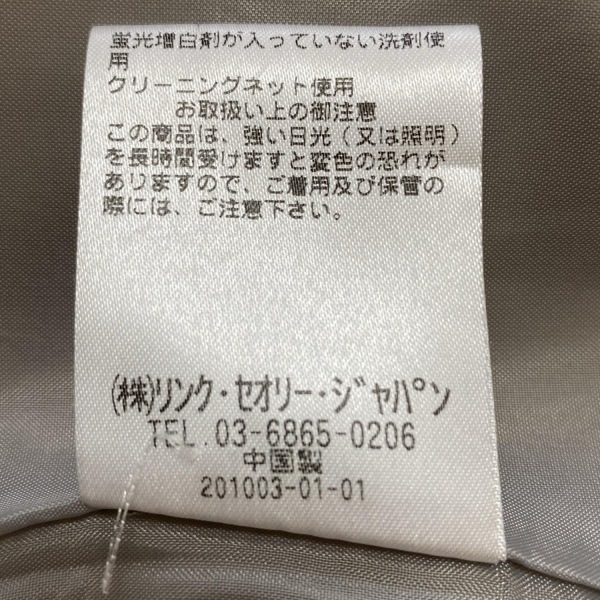 蛍光増白剤が入っていない洗剤使
用
クリーニングネット使用
お取扱い上の御注意
この商品は、強い日光(又は照明)
を長時間受けますと変色の恐れが
ありますので、ご着用及び保管の
際には、ご注意下さい。
(株)リンク・セオリー・ジャパン
TEL.03-6865-0206
中国製
201003-01-01